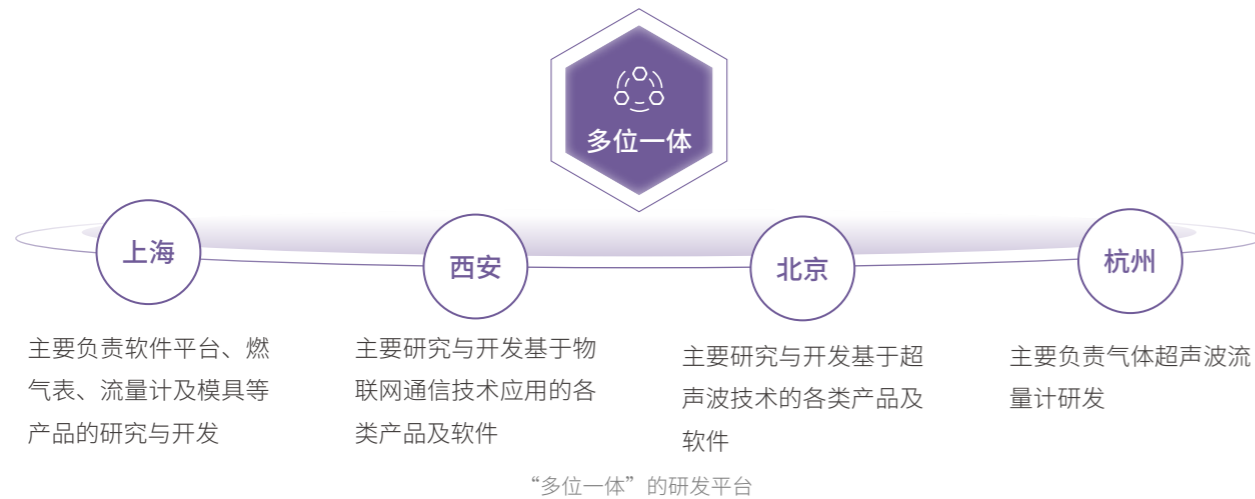 多位一体
上海
西安
北京
杭州
主要负责软件平台、燃
气表、流量计及模具等
产品的研究与开发
主要研究与开发基于物
联网通信技术应用的各
类产品及软件
主要研究与开发基于超
声波技术的各类产品及
软件
主要负责气体超声波流
量计研发
“多位一体”的研发平台